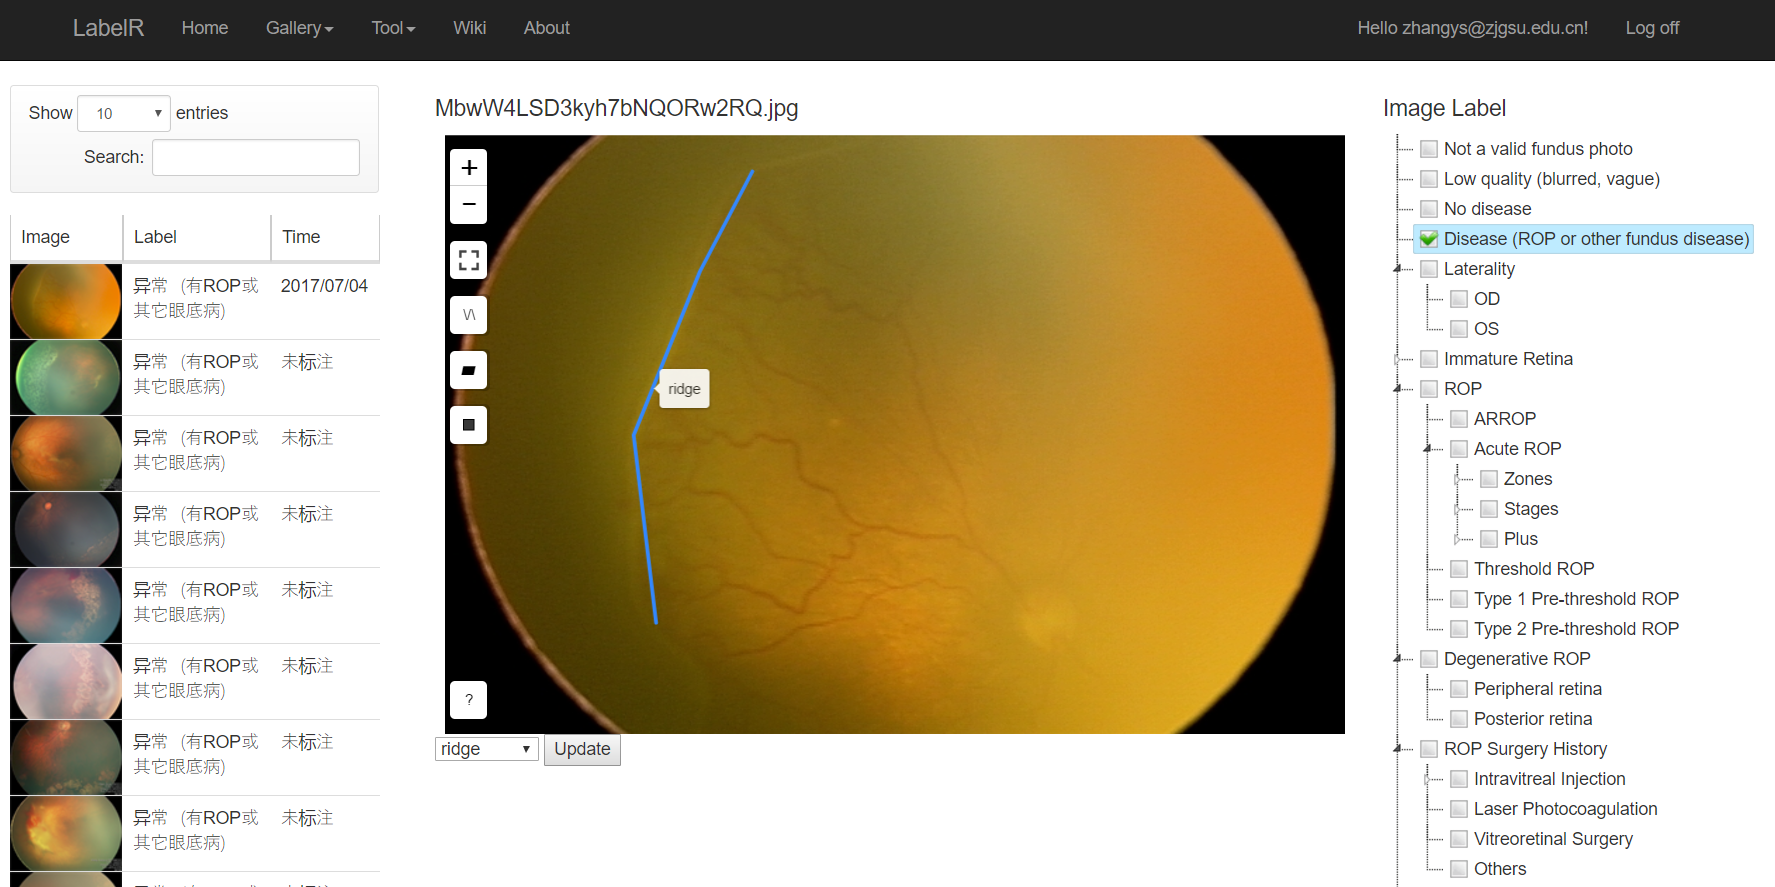 LabelR Home Gallery Tool Wiki About Hello zhangys@zjgsu.edu.cn! Log off
Show 10 entries
Search:
Image Label Time
异常 (有ROP或
其它眼底病)
2017/07/04
异常 (有ROP或
其它眼底病)
未标注
异常 (有ROP或
其它眼底病)
未标注
异常 (有ROP或
其它眼底病)
未标注
异常 (有ROP或
其它眼底病)
未标注
异常 (有ROP或
其它眼底病)
未标注
异常 (有ROP或
其它眼底病)
未标注
异常 (有ROP或
其它眼底病)
未标注
MbwW4LSD3kyh7bNQORw2RQ.jpg
+
−
ridge
?
ridge Update
Image Label
Not a valid fundus photo
Low quality (blurred, vague)
No disease
Disease (ROP or other fundus disease)
Laterality
OD
OS
Immature Retina
ROP
ARROP
Acute ROP
Zones
Stages
Plus
Threshold ROP
Type 1 Pre-threshold ROP
Type 2 Pre-threshold ROP
Degenerative ROP
Peripheral retina
Posterior retina
ROP Surgery History
Intravitreal Injection
Laser Photocoagulation
Vitreoretinal Surgery
Others